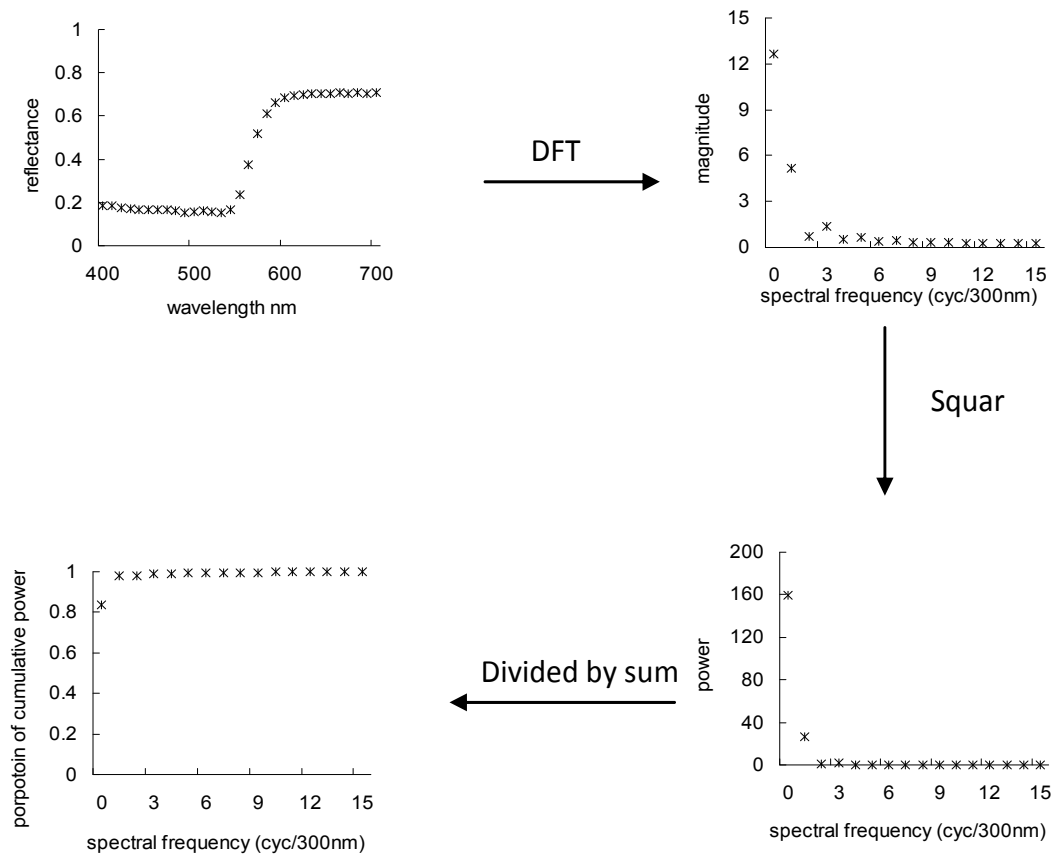 1
0.8
0.6
0.4
0.2
0
reflectance
400 500 600 700
wavelength nm
DFT
15
12
9
6
3
0
magnitude
0 3 6 9 12 15
spectral frequency (cyc/300nm)
Squar
200
160
120
80
40
0
power
0 3 6 9 12 15
spectral frequency (cyc/300nm)
Divided by sum
1
0.8
0.6
0.4
0.2
0
porpotoin of cumulative power
0 3 6 9 12 15
spectral frequency (cyc/300nm)